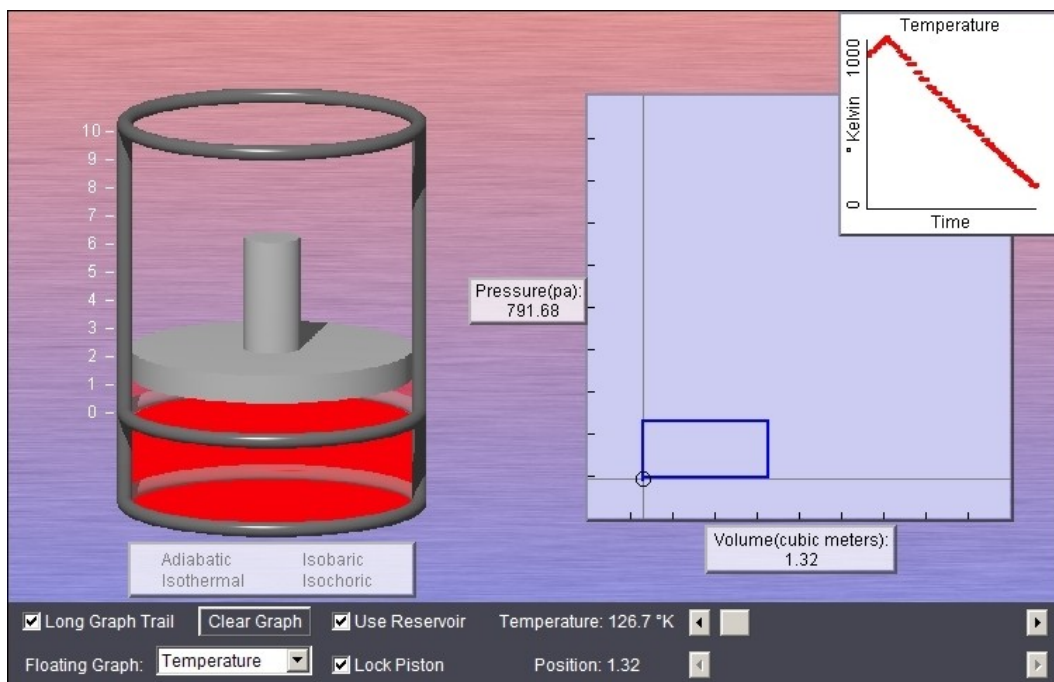 Temperature
1000
° Kelvin
0
Time
10
9
8
7
6
5
4
3
2
1
0
Pressure(pa):
791.68
Volume(cubic meters):
1.32
Adiabatic Isobaric
Isothermal Isochoric
Long Graph Trail Clear Graph Use Reservoir Temperature: 126.7 °K
Floating Graph: Temperature Lock Piston Position: 1.32